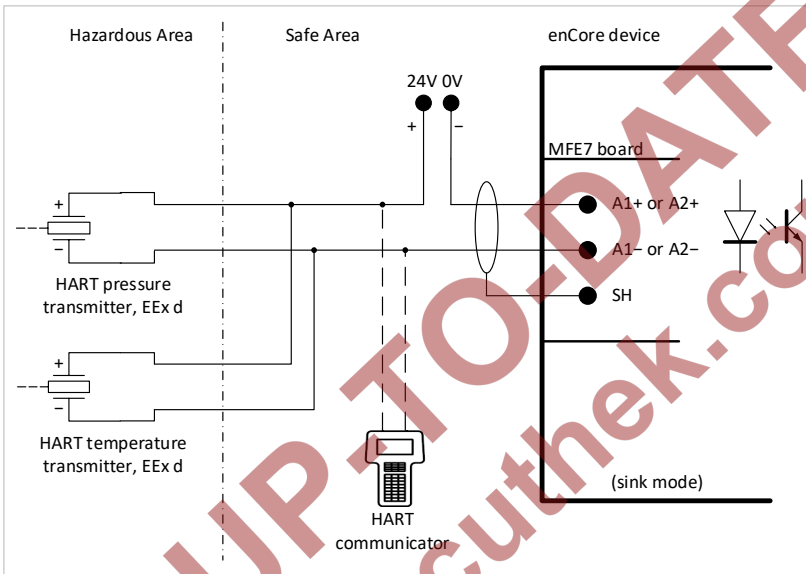 Hazardous Area
Safe Area
enCore device
24V 0V
+
−
MFE7 board
+
−
A1+ or A2+
A1− or A2−
SH
HART pressure
transmitter, EEx d
+
−
HART temperature
transmitter, EEx d
HART
communicator
(sink mode)
UP-TO-DATE
cuthek.co